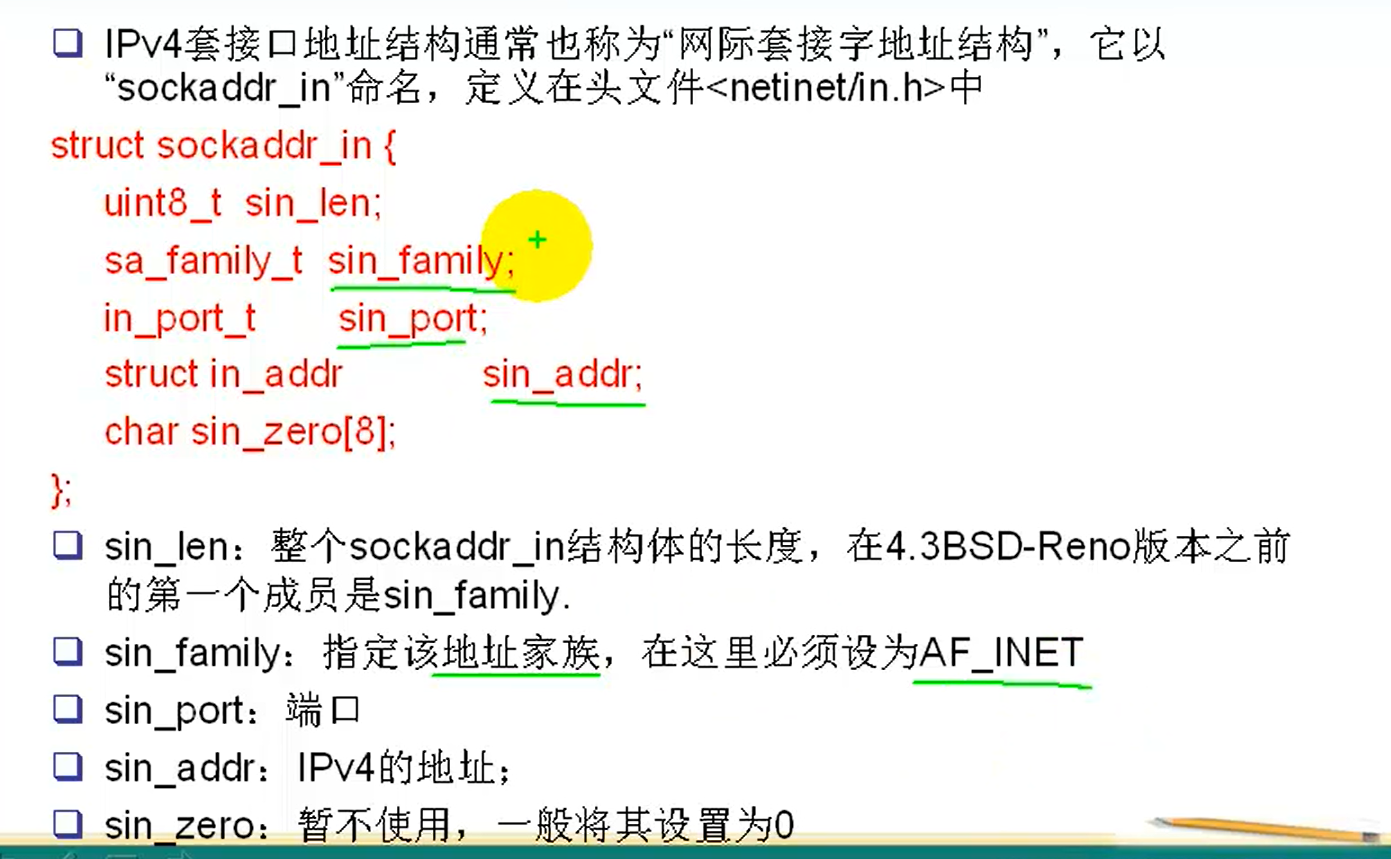 IPv4套接口地址结构通常也称为“网际套接字地址结构”，它以
“sockaddr_in”命名，定义在头文件<netinet/in.h>中
struct sockaddr_in {
uint8_t sin_len;
sa_family_t sin_family;
in_port_t sin_port;
struct in_addr sin_addr;
char sin_zero[8];
};
sin_len：整个sockaddr_in结构体的长度，在4.3BSD-Reno版本之前
的第一个成员是sin_family.
sin_family：指定该地址家族，在这里必须设为AF_INET
sin_port：端口
sin_addr：IPv4的地址；
sin_zero：暂不使用，一般将其设置为0